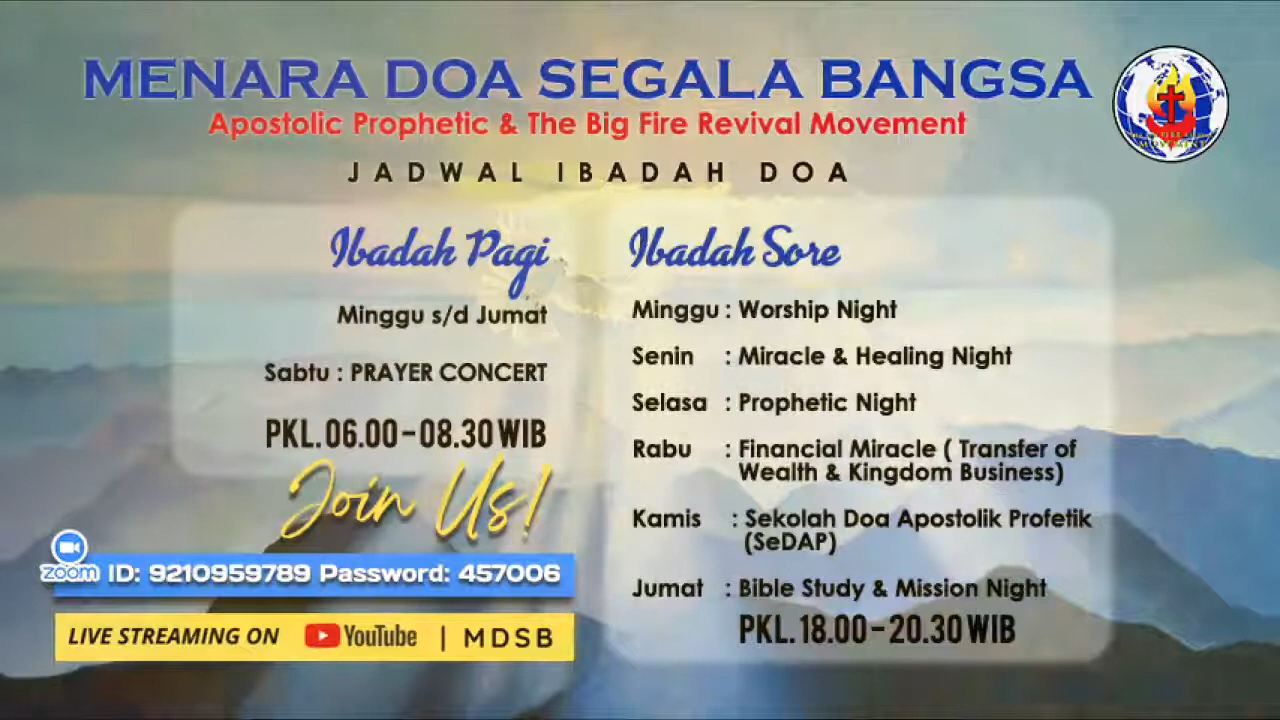 MENARA DOA SEGALA BANGSA
Apostolic Prophetic & The Big Fire Revival Movement
JADWAL IBADAH DOA
Ibadah Pagi
Minggu s/d Jumat
Sabtu : PRAYER CONCERT
PKL. 06.00 - 08.30 WIB
Join Us!
zoom ID: 9210959789 Password: 457006
LIVE STREAMING ON YouTube | MDSB
Ibadah Sore
Minggu : Worship Night
Senin : Miracle & Healing Night
Selasa : Prophetic Night
Rabu : Financial Miracle ( Transfer of
Wealth & Kingdom Business)
Kamis : Sekolah Doa Apostolik Profetik
(SeDAP)
Jumat : Bible Study & Mission Night
PKL. 18.00 - 20.30 WIB
MOVEMENT